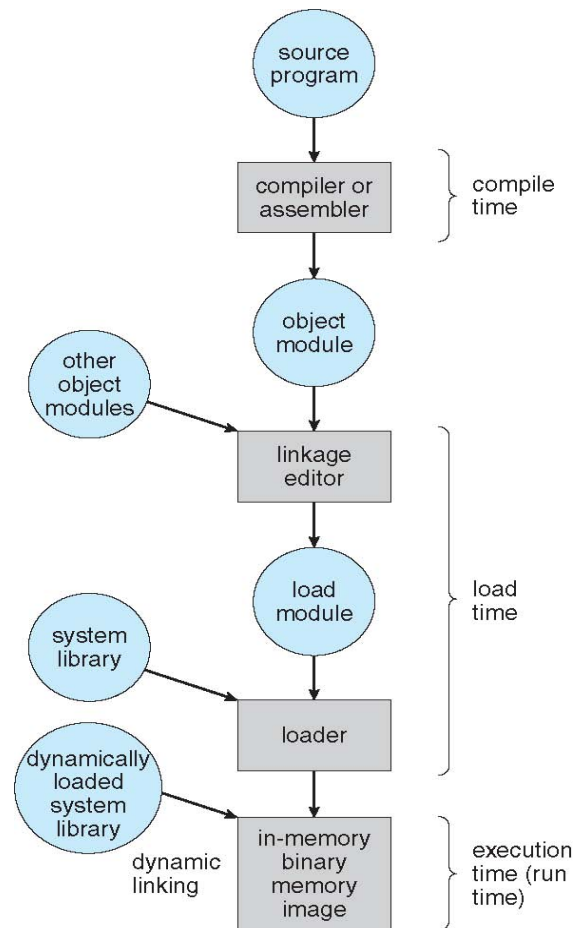 source
program
compiler or
assembler
compile
time
object
module
other
object
modules
linkage
editor
load
module
load
time
system
library
loader
dynamically
loaded
system
library
dynamic
linking
in-memory
binary
memory
image
execution
time (run
time)